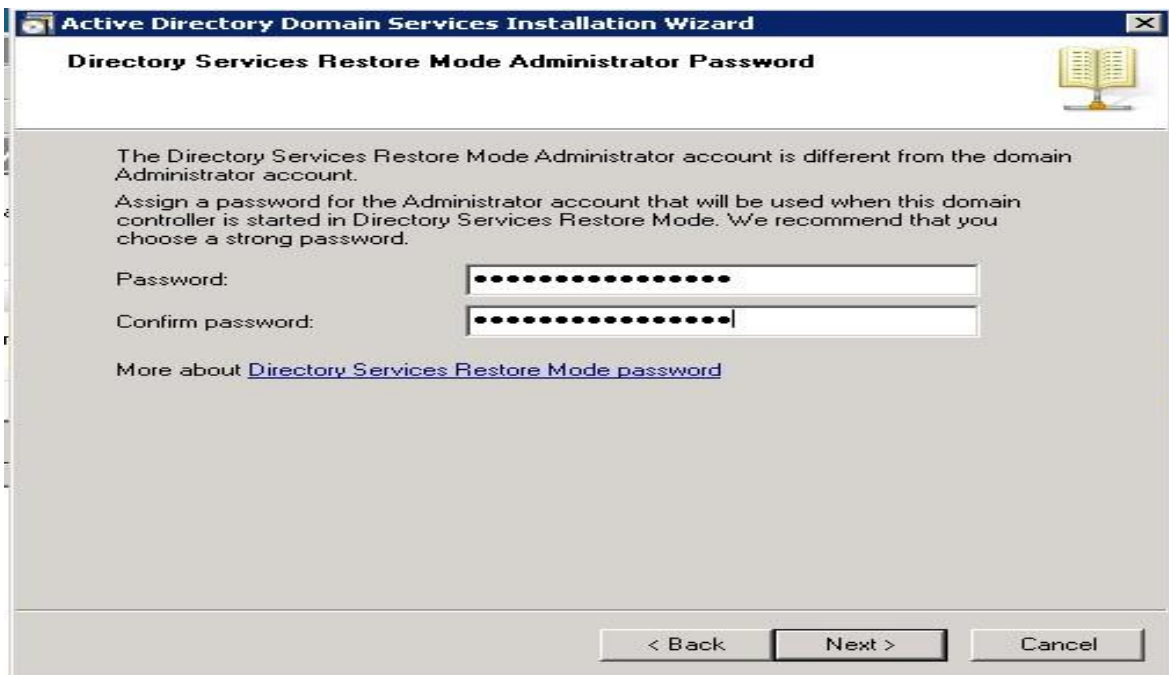 Active Directory Domain Services Installation Wizard
Directory Services Restore Mode Administrator Password
The Directory Services Restore Mode Administrator account is different from the domain
Administrator account.
Assign a password for the Administrator account that will be used when this domain
controller is started in Directory Services Restore Mode. We recommend that you
choose a strong password.
Password: ●●●●●●●●●●●●●●●●
Confirm password: ●●●●●●●●●●●●●●●●
More about Directory Services Restore Mode password
< Back Next > Cancel